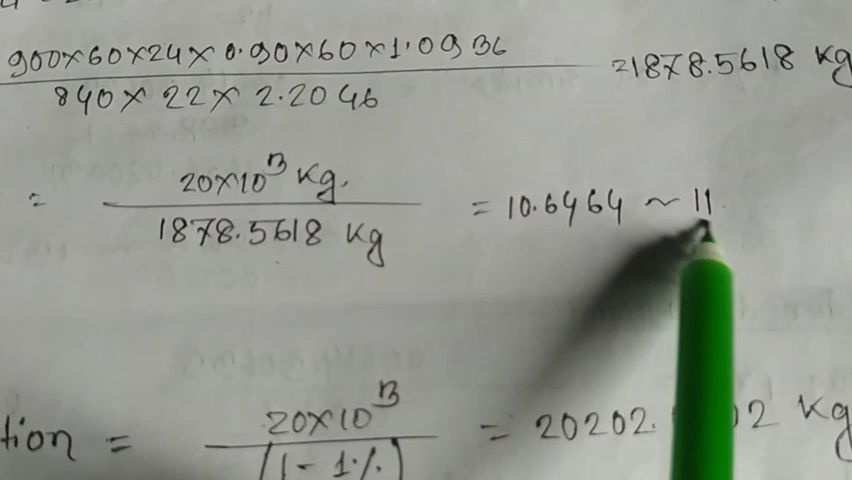 900×60×24×0.90×60×1.0936
840×22×2.2046
=1878.5618 kg
= 20×10³ Kg.
1878.5618 Kg
= 10.6464 ~ 11
tion = 20×10³
(1-1%)
= 20202. 02 Kg